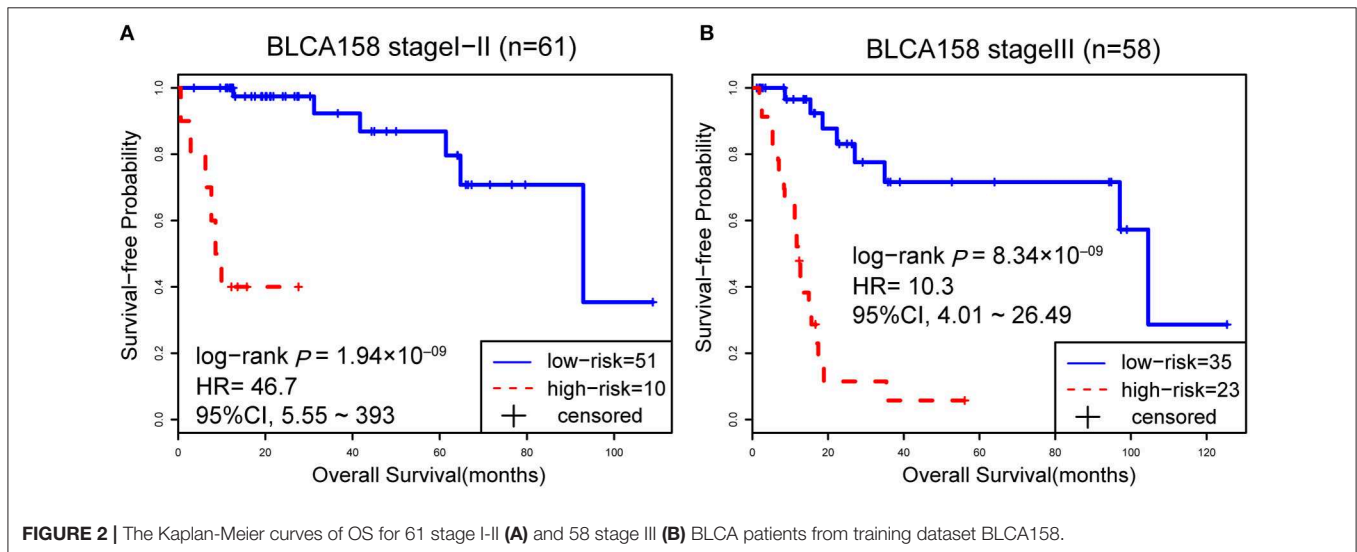 A
BLCA158 stageI-II (n=61)
Survival-free Probability
1.0
0.8
0.6
0.4
0.2
0.0
log-rank P = 1.94×10⁻⁰⁹
HR= 46.7
95%CI, 5.55 ~ 393
low-risk=51
high-risk=10
censored
0 20 40 60 80 100
Overall Survival(months)
B
BLCA158 stageIII (n=58)
Survival-free Probability
1.0
0.8
0.6
0.4
0.2
0.0
log-rank P = 8.34×10⁻⁰⁹
HR= 10.3
95%CI, 4.01 ~ 26.49
low-risk=35
high-risk=23
censored
0 20 40 60 80 100 120
Overall Survival(months)
FIGURE 2 | The Kaplan-Meier curves of OS for 61 stage I-II (A) and 58 stage III (B) BLCA patients from training dataset BLCA158.